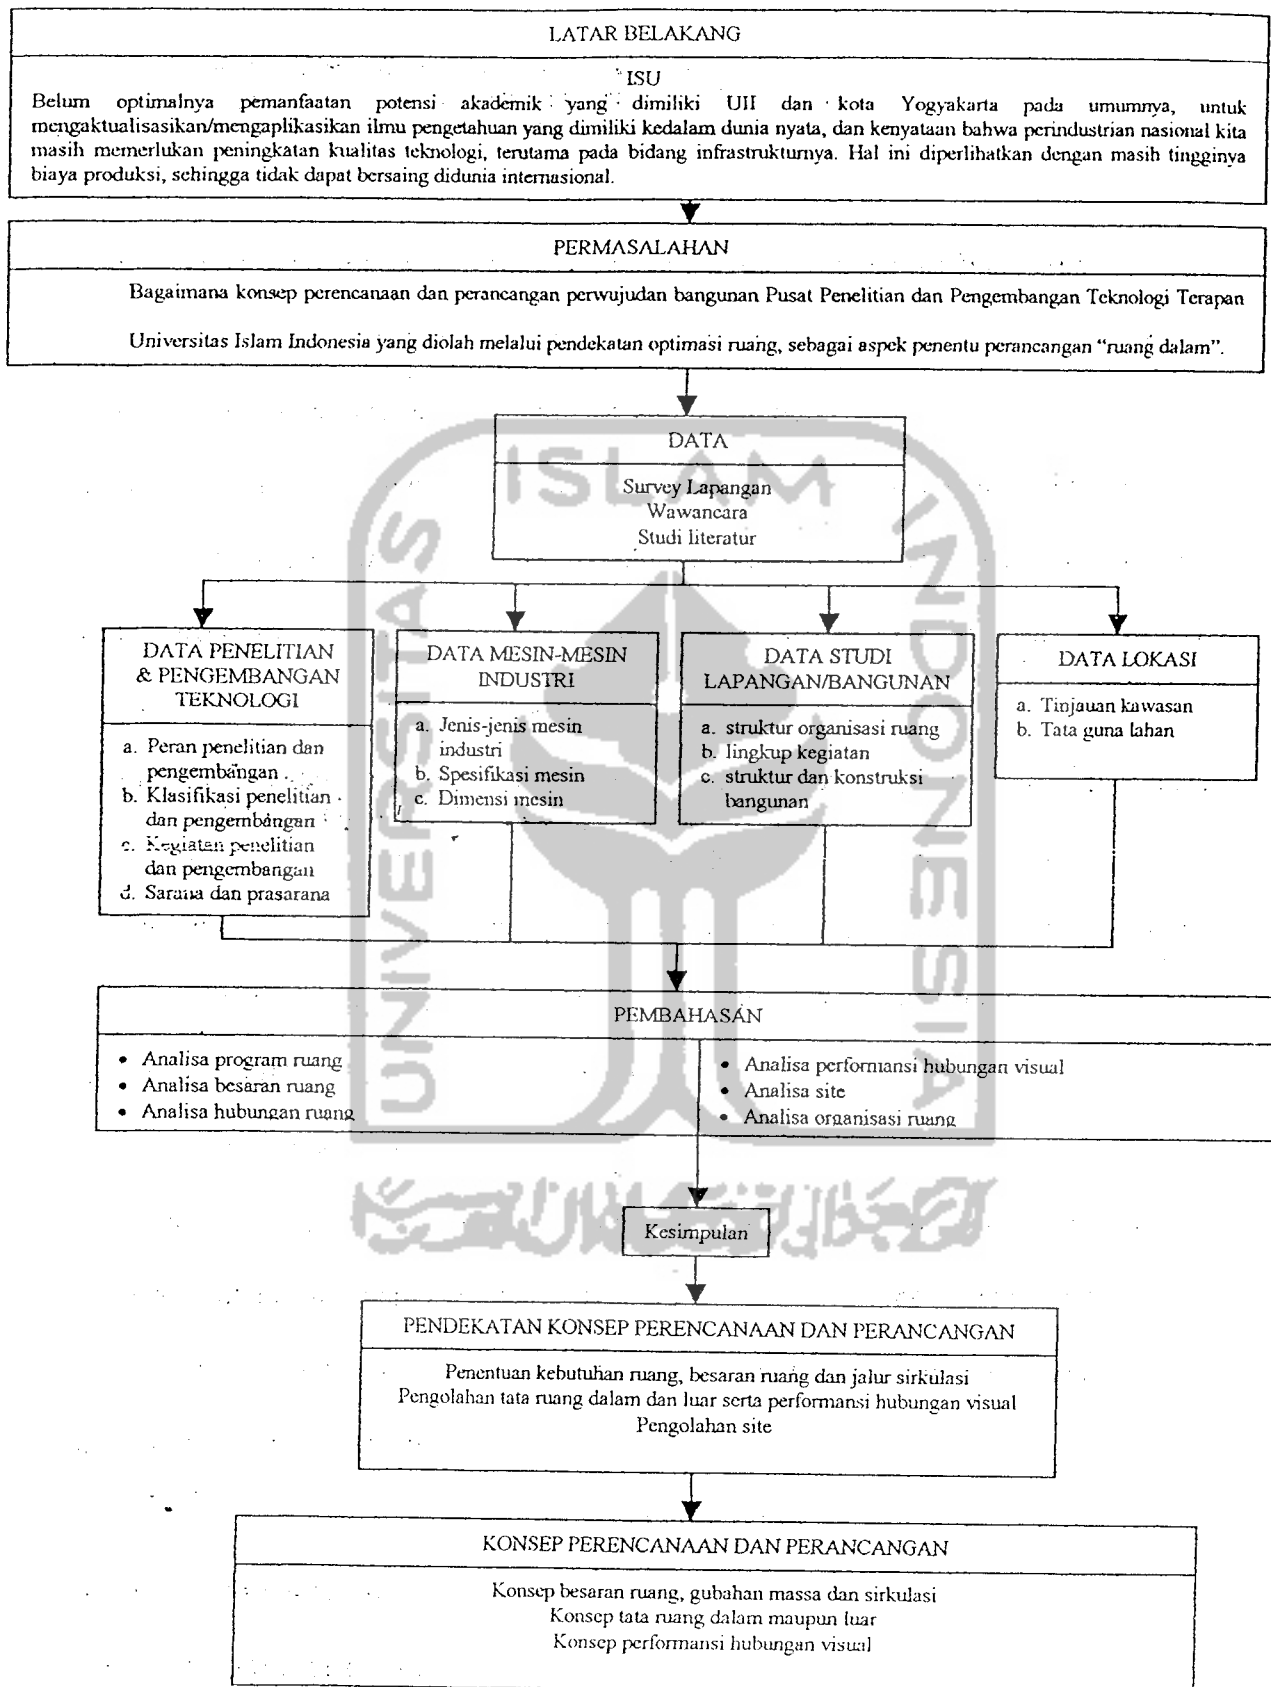 LATAR BELAKANG
ISU
Belum optimalnya pemanfaatan potensi akademik yang dimiliki UII dan kota Yogyakarta pada umumnya, untuk
mengaktualisasikan/mengaplikasikan ilmu pengetahuan yang dimiliki kedalam dunia nyata, dan kenyataan bahwa perindustrian nasional kita
masih memerlukan peningkatan kualitas teknologi, terutama pada bidang infrastrukturnya. Hal ini diperlihatkan dengan masih tingginya
biaya produksi, sehingga tidak dapat bersaing didunia internasional.
PERMASALAHAN
Bagaimana konsep perencanaan dan perancangan perwujudan bangunan Pusat Penelitian dan Pengembangan Teknologi Terapan
Universitas Islam Indonesia yang diolah melalui pendekatan optimasi ruang, sebagai aspek penentu perancangan “ruang dalam”.
DATA
Survey Lapangan
Wawancara
Studi literatur
DATA PENELITIAN
& PENGEMBANGAN
TEKNOLOGI
a. Peran penelitian dan
pengembangan
b. Klasifikasi penelitian
dan pengembangan
c. Kegiatan penelitian
dan pengembangan
d. Sarana dan prasarana
DATA MESIN-MESIN
INDUSTRI
a. Jenis-jenis mesin
industri
b. Spesifikasi mesin
c. Dimensi mesin
DATA STUDI
LAPANGAN/BANGUNAN
a. struktur organisasi ruang
b. lingkup kegiatan
c. struktur dan konstruksi
bangunan
DATA LOKASI
a. Tinjauan kawasan
b. Tata guna lahan
PEMBAHASAN
• Analisa program ruang
• Analisa besaran ruang
• Analisa hubungan ruang
• Analisa performansi hubungan visual
• Analisa site
• Analisa organisasi ruang
Kesimpulan
PENDEKATAN KONSEP PERENCANAAN DAN PERANCANGAN
Penentuan kebutuhan ruang, besaran ruang dan jalur sirkulasi
Pengolahan tata ruang dalam dan luar serta performansi hubungan visual
Pengolahan site
KONSEP PERENCANAAN DAN PERANCANGAN
Konsep besaran ruang, gubahan massa dan sirkulasi
Konsep tata ruang dalam maupun luar
Konsep performansi hubungan visual
UNIVERSITAS
ISLAM
INDONESIA